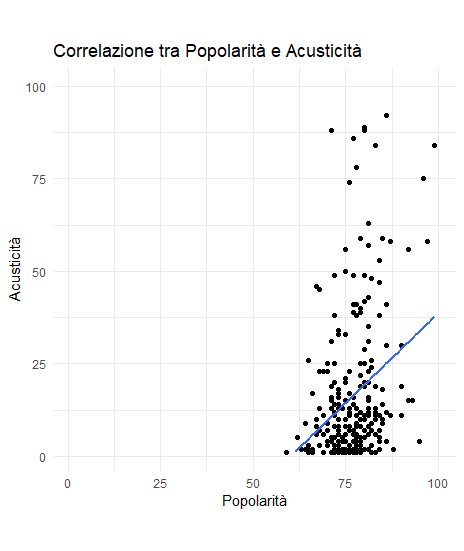 Correlazione tra Popolarità e Acusticità
Acusticità
100
75
50
25
0
0 25 50 75 100
Popolarità